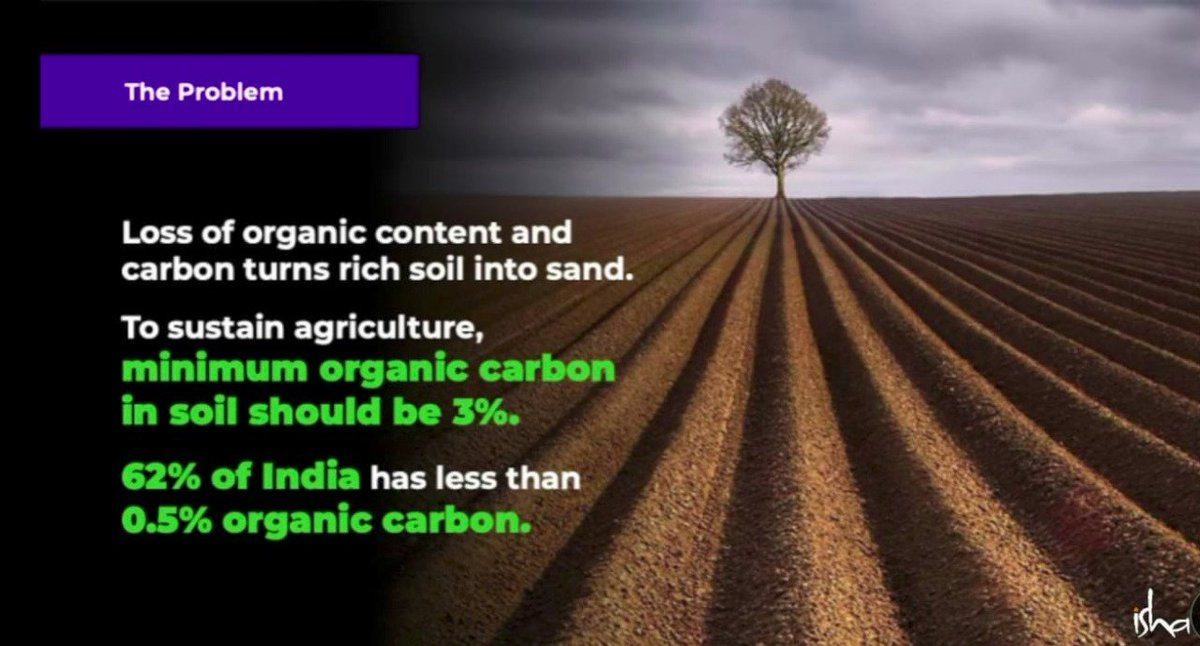 The Problem
Loss of organic content and
carbon turns rich soil into sand.
To sustain agriculture,
minimum organic carbon
in soil should be 3%.
62% of India has less than
0.5% organic carbon.
isha